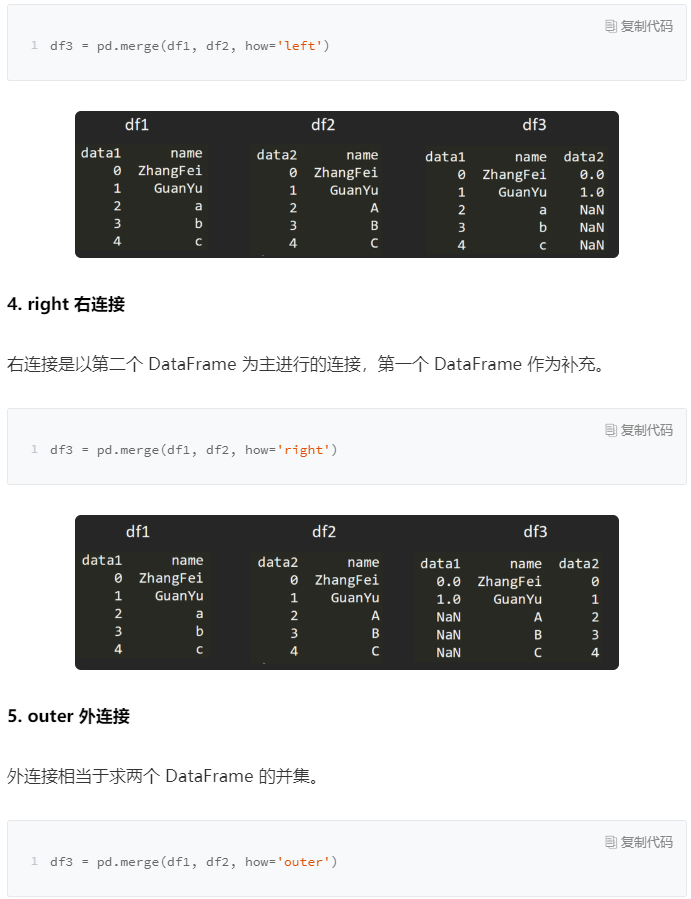 复制代码
1 df3 = pd.merge(df1, df2, how='left')
df1 df2 df3
data1 name data2 name data1 name data2
0 ZhangFei 0 ZhangFei 0 ZhangFei 0.0
1 GuanYu 1 GuanYu 1 GuanYu 1.0
2 a 2 A 2 a NaN
3 b 3 B 3 b NaN
4 c 4 C 4 c NaN
4. right 右连接
右连接是以第二个 DataFrame 为主进行的连接，第一个 DataFrame 作为补充。
复制代码
1 df3 = pd.merge(df1, df2, how='right')
df1 df2 df3
data1 name data2 name data1 name data2
0 ZhangFei 0 ZhangFei 0.0 ZhangFei 0
1 GuanYu 1 GuanYu 1.0 GuanYu 1
2 a 2 A NaN A 2
3 b 3 B NaN B 3
4 c 4 C NaN C 4
5. outer 外连接
外连接相当于求两个 DataFrame 的并集。
复制代码
1 df3 = pd.merge(df1, df2, how='outer')